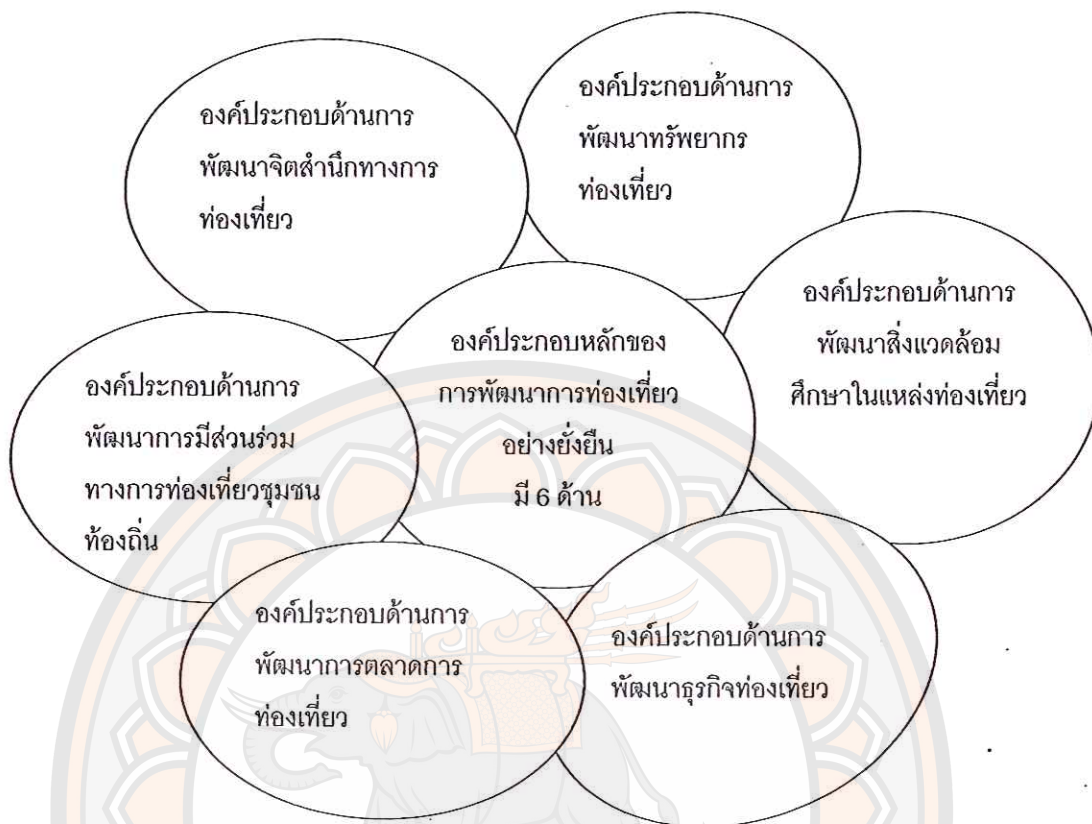 องค์ประกอบด้านการ
พัฒนาจิตสำนึกทางการ
ท่องเที่ยว
องค์ประกอบด้านการ
พัฒนาทรัพยากร
ท่องเที่ยว
องค์ประกอบด้านการ
พัฒนาสิ่งแวดล้อม
ศึกษาในแหล่งท่องเที่ยว
องค์ประกอบหลักของ
การพัฒนาการท่องเที่ยว
อย่างยั่งยืน
มี 6 ด้าน
องค์ประกอบด้านการ
พัฒนาการมีส่วนร่วม
ทางการท่องเที่ยวชุมชน
ท้องถิ่น
องค์ประกอบด้านการ
พัฒนาการตลาดการ
ท่องเที่ยว
องค์ประกอบด้านการ
พัฒนาธุรกิจท่องเที่ยว